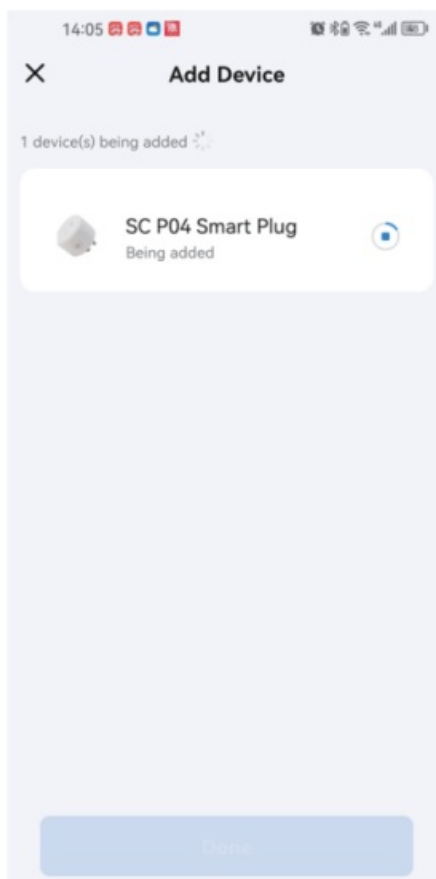 14:05
Add Device
1 device(s) being added
SC P04 Smart Plug
Being added
Done